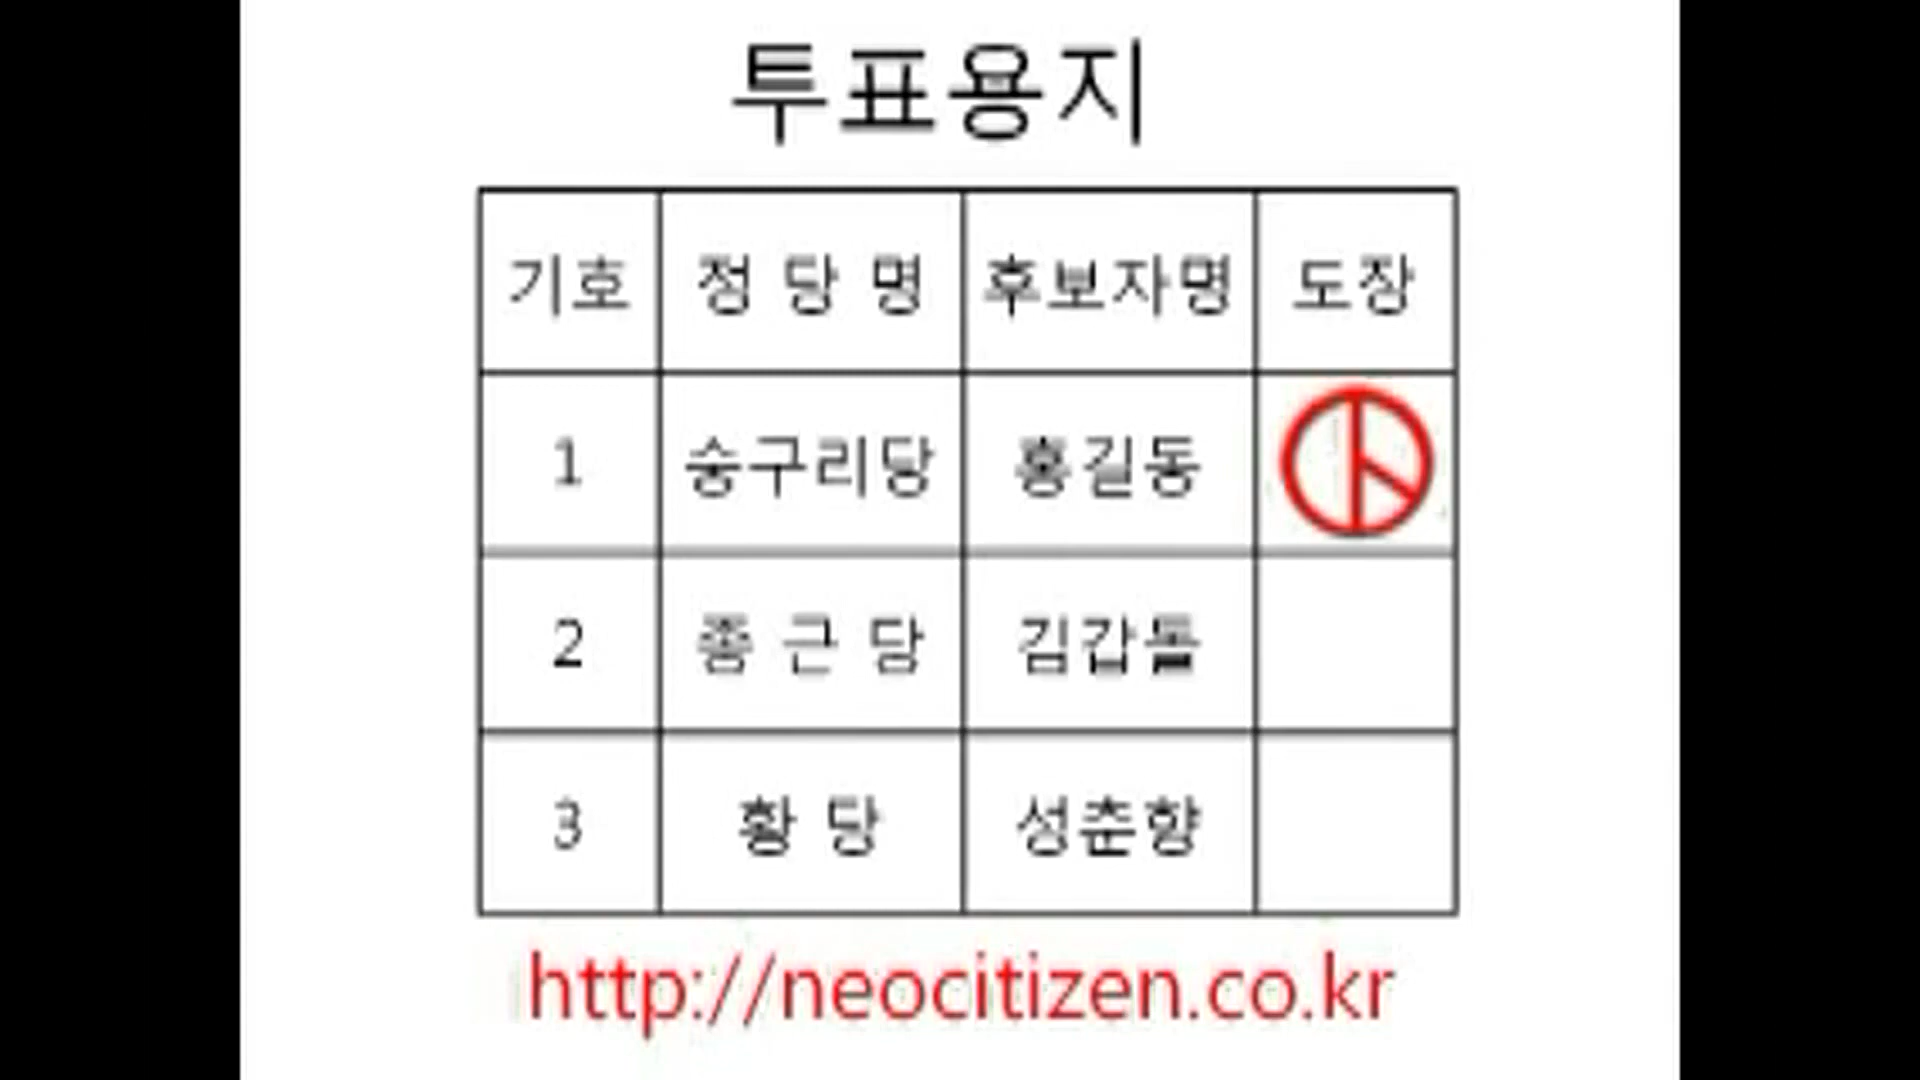 투표용지
기호 정 당 명 후보자명 도장
1 숭구리당 홍길동
2 종 근 당 김갑돌
3 황 당 성춘향
http://neocitizen.co.kr